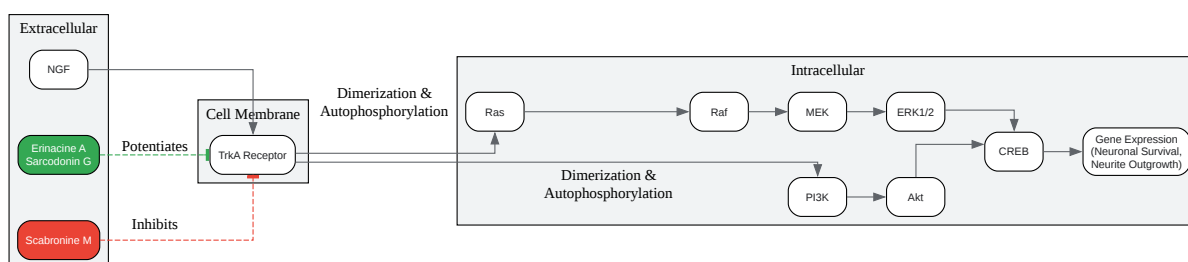 Extracellular
NGF
Erinacine A
Sarcodonin G
Scabronine M
Potentiates
Inhibits
Cell Membrane
TrkA Receptor
Dimerization &
Autophosphorylation
Dimerization &
Autophosphorylation
Intracellular
Ras
Raf
MEK
ERK1/2
PI3K
Akt
CREB
Gene Expression
(Neuronal Survival,
Neurite Outgrowth)